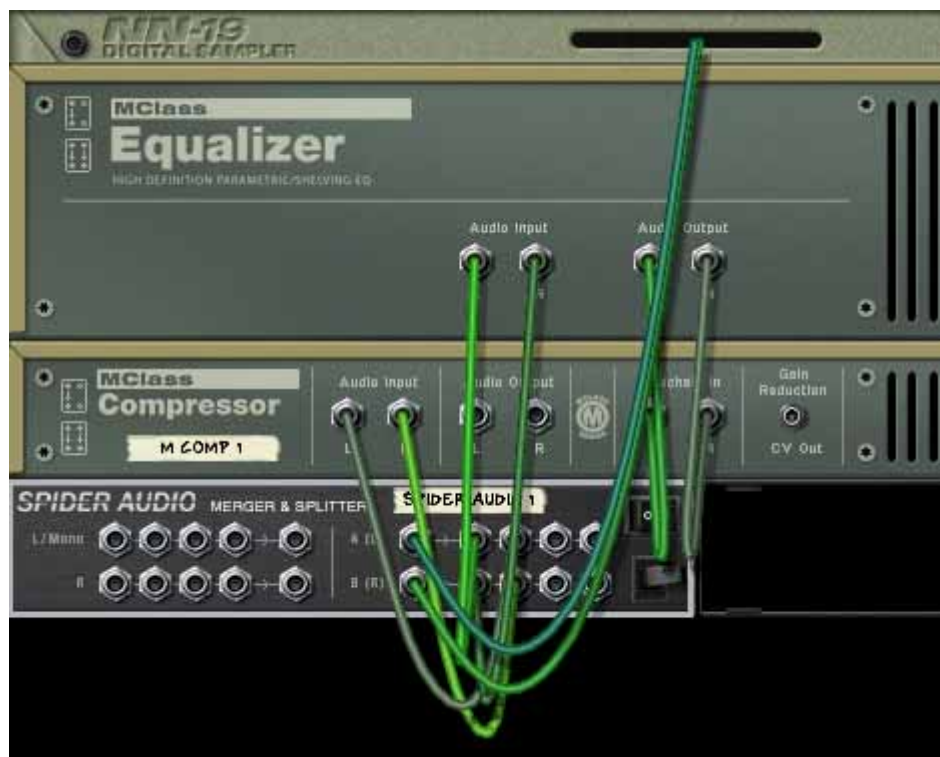 NN-19
DIGITAL SAMPLER
MClass
Equalizer
HIGH DEFINITION PARAMETRIC/SHELVING EQ
Audio Input
Output
MClass
Compressor
Audio Input
Gain
Reduction
M COMP 1
L
R
CV Out
SPIDER AUDIO MERGER & SPLITTER
SPIDER AUDIO 1
L/Mono
R
B (R)